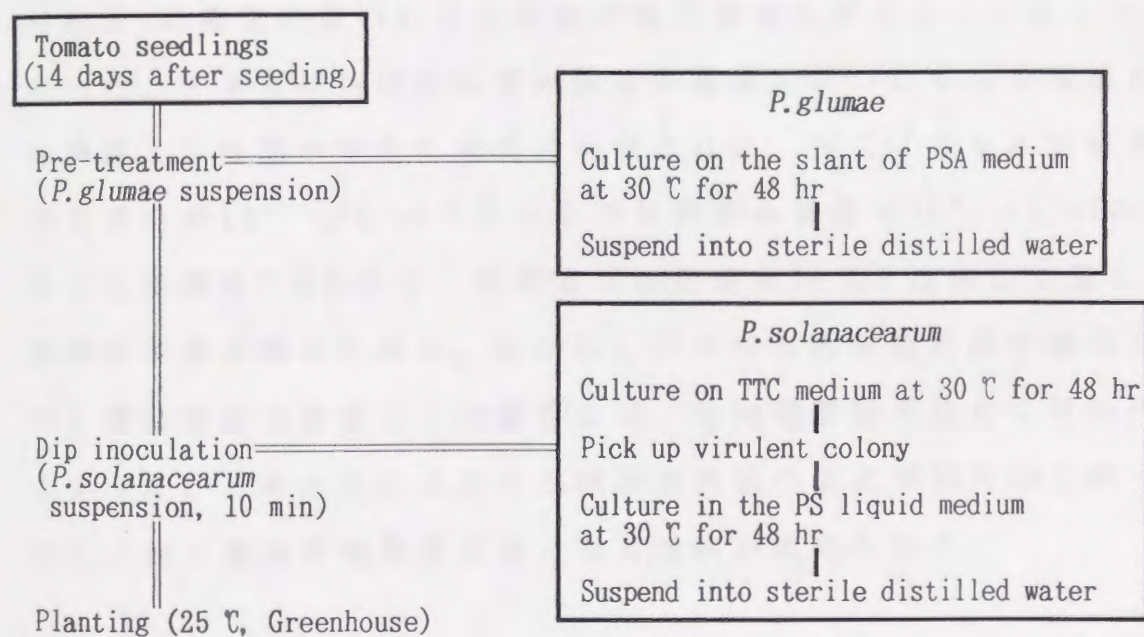 Tomato seedlings
(14 days after seeding)
Pre-treatment
(P.glumae suspension)
P.glumae
Culture on the slant of PSA medium
at 30 ℃ for 48 hr
Suspend into sterile distilled water
P.solanacearum
Culture on TTC medium at 30 ℃ for 48 hr
Pick up virulent colony
Culture in the PS liquid medium
at 30 ℃ for 48 hr
Suspend into sterile distilled water
Dip inoculation
(P.solanacearum
suspension, 10 min)
Planting (25 ℃, Greenhouse)